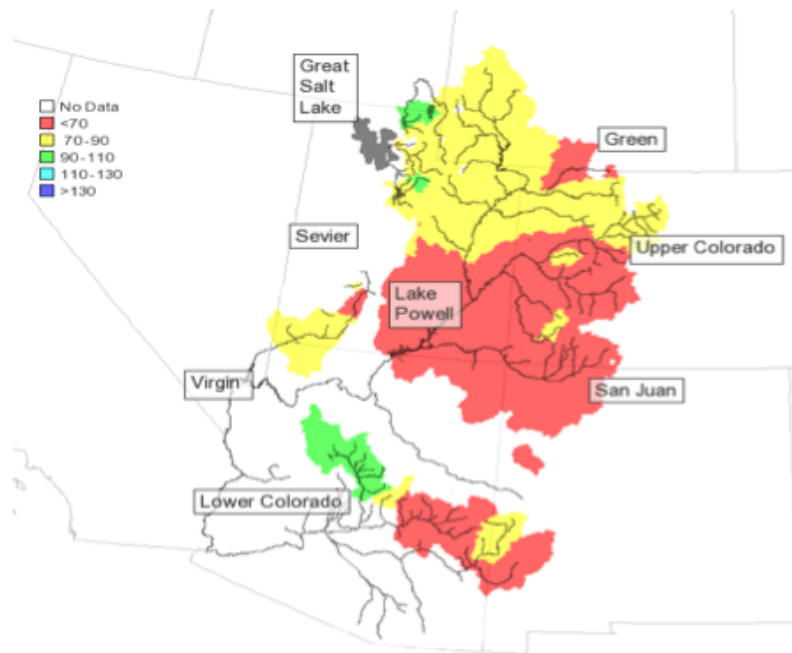 Great
Salt
Lake
No Data
<70
70-90
90-110
110-130
>130
Green
Sevier
Upper Colorado
Lake
Powell
Virgin
San Juan
Lower Colorado